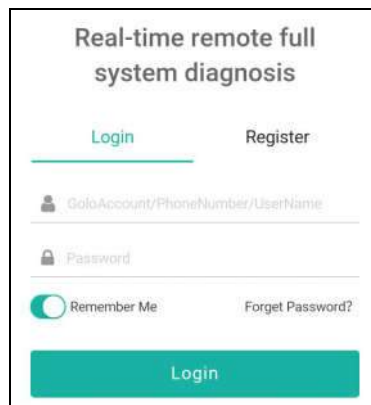 Real-time remote full
system diagnosis
Login Register
GoloAccount/PhoneNumber/UserName
Password
Remember Me Forget Password?
Login